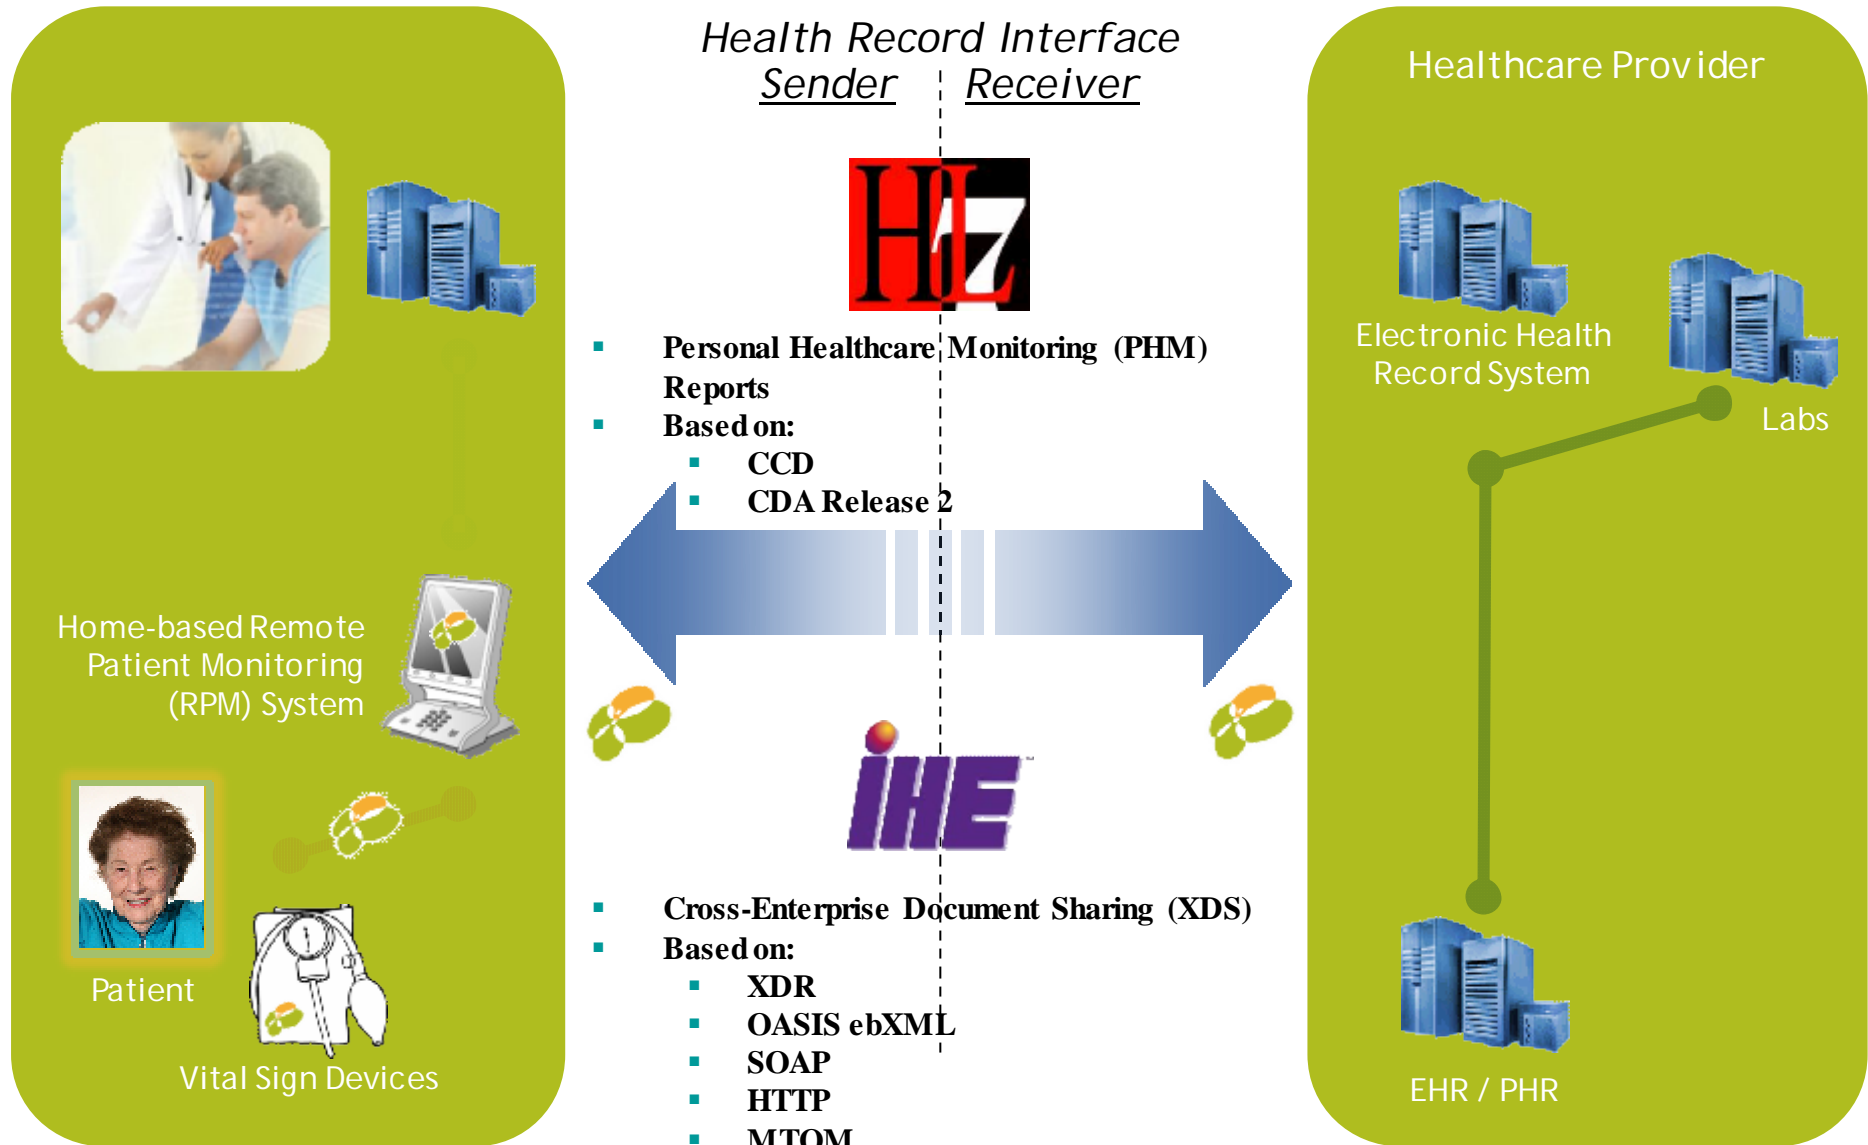 Health Record Interface
Sender Receiver
Healthcare Provider
HL7
Personal Healthcare Monitoring (PHM)
Reports
Based on:
CCD
CDA Release 2
Electronic Health
Record System
Labs
Home-based Remote
Patient Monitoring
(RPM) System
IHE
™
Patient
Vital Sign Devices
Cross-Enterprise Document Sharing (XDS)
Based on:
XDR
OASIS ebXML
SOAP
HTTP
MTOM
EHR / PHR